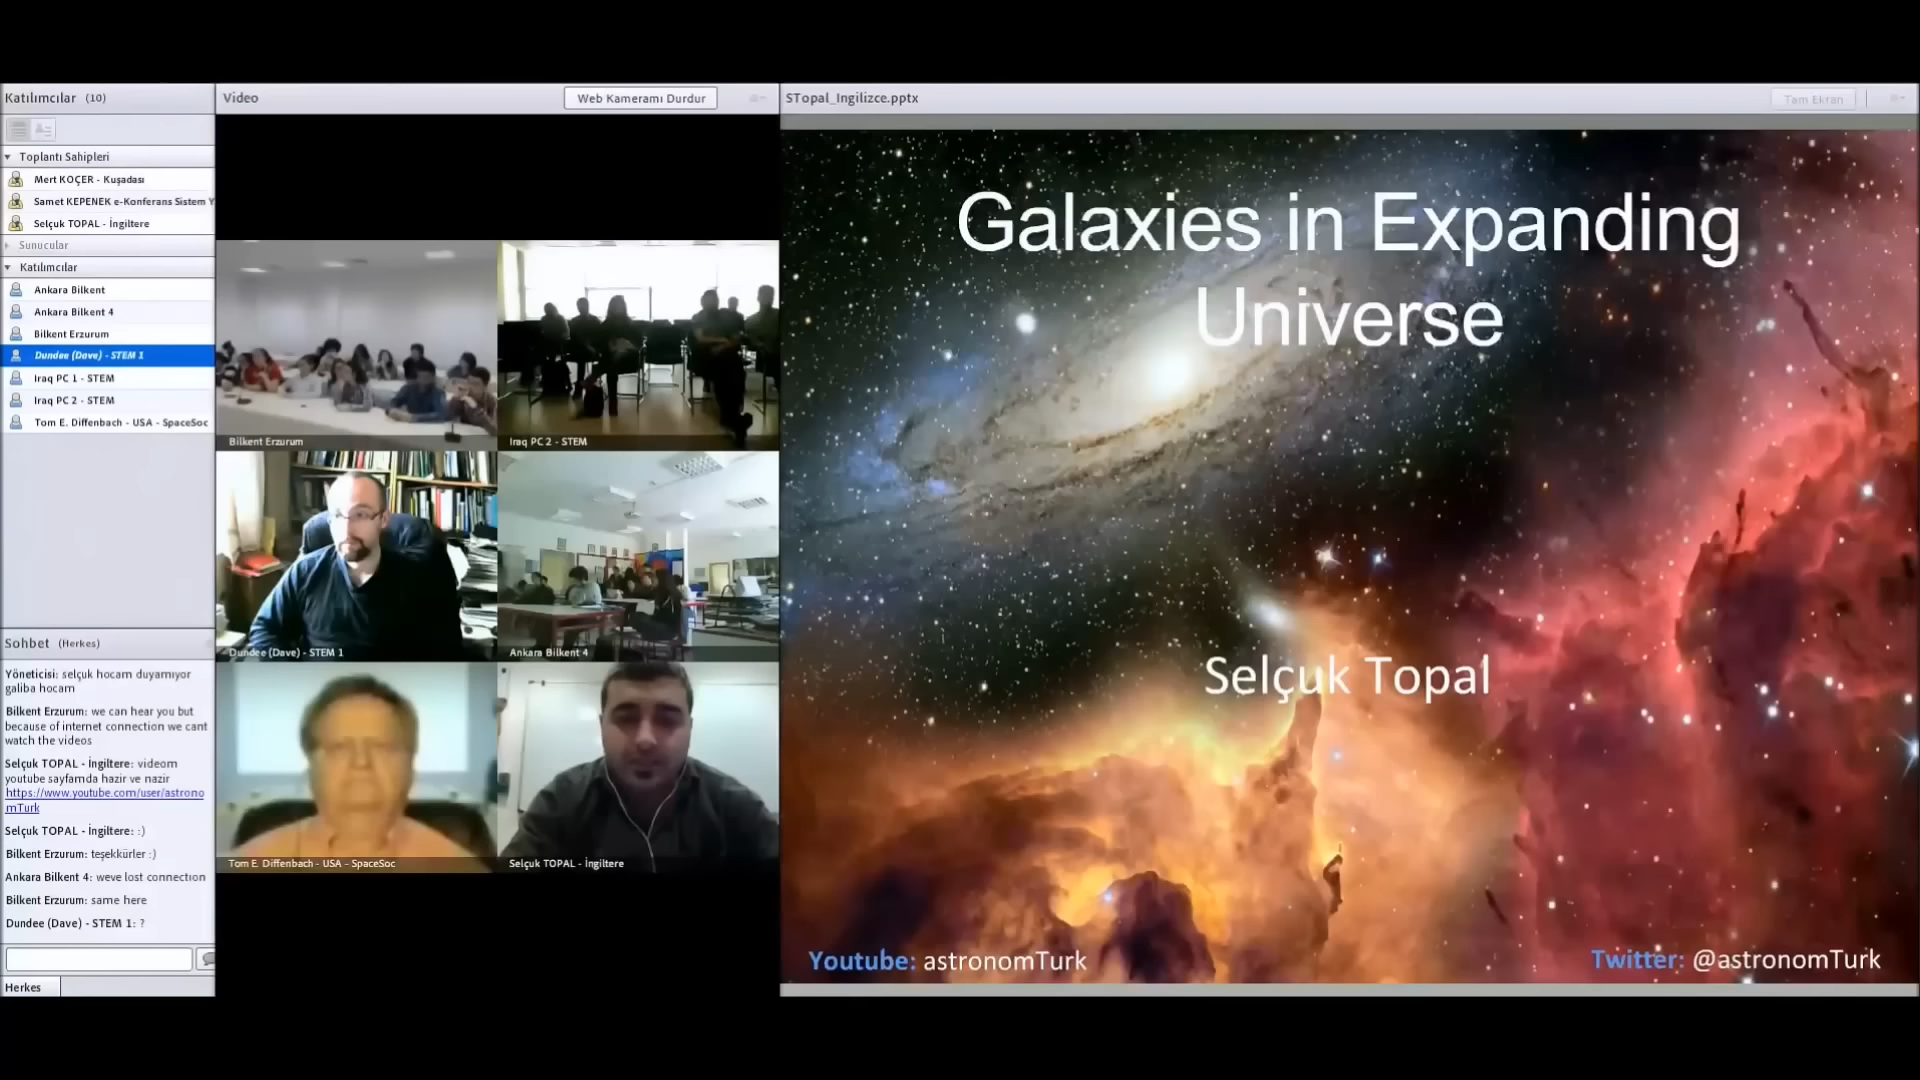 Katılımcılar (10)
Toplantı Sahipleri
Mert KOÇER - Kuşadası
Samet KEPENEK e-Konferans Sistem Y
Selçuk TOPAL - İngiltere
Sunucular
Katılımcılar
Ankara Bilkent
Ankara Bilkent 4
Bilkent Erzurum
Dundee (Dave) - STEM 1
Iraq PC 1 - STEM
Iraq PC 2 - STEM
Tom E. Diffenbach - USA - SpaceSoc
Sohbet (Herkes)
Yöneticisi: selçuk hocam duyamıyor
galiba hocam
Bilkent Erzurum: we can hear you but
because of internet connection we cant
watch the videos
Selçuk TOPAL - İngiltere: videom
youtube sayfamda hazir ve nazir
https://www.youtube.com/user/astrono
mTurk
Selçuk TOPAL - İngiltere: :)
Bilkent Erzurum: teşekkürler :)
Ankara Bilkent 4: weve lost connection
Bilkent Erzurum: same here
Dundee (Dave) - STEM 1: ?
Herkes
Video
Web Kameramı Durdur
Bilkent Erzurum
Iraq PC 2 - STEM
Dundee (Dave) - STEM 1
Ankara Bilkent 4
Tom E. Diffenbach - USA - SpaceSoc
Selçuk TOPAL - İngiltere
STopal_Ingilizce.pptx
Tam Ekran
Galaxies in Expanding
Universe
Selçuk Topal
Youtube: astronomTurk
Twitter: @astronomTurk